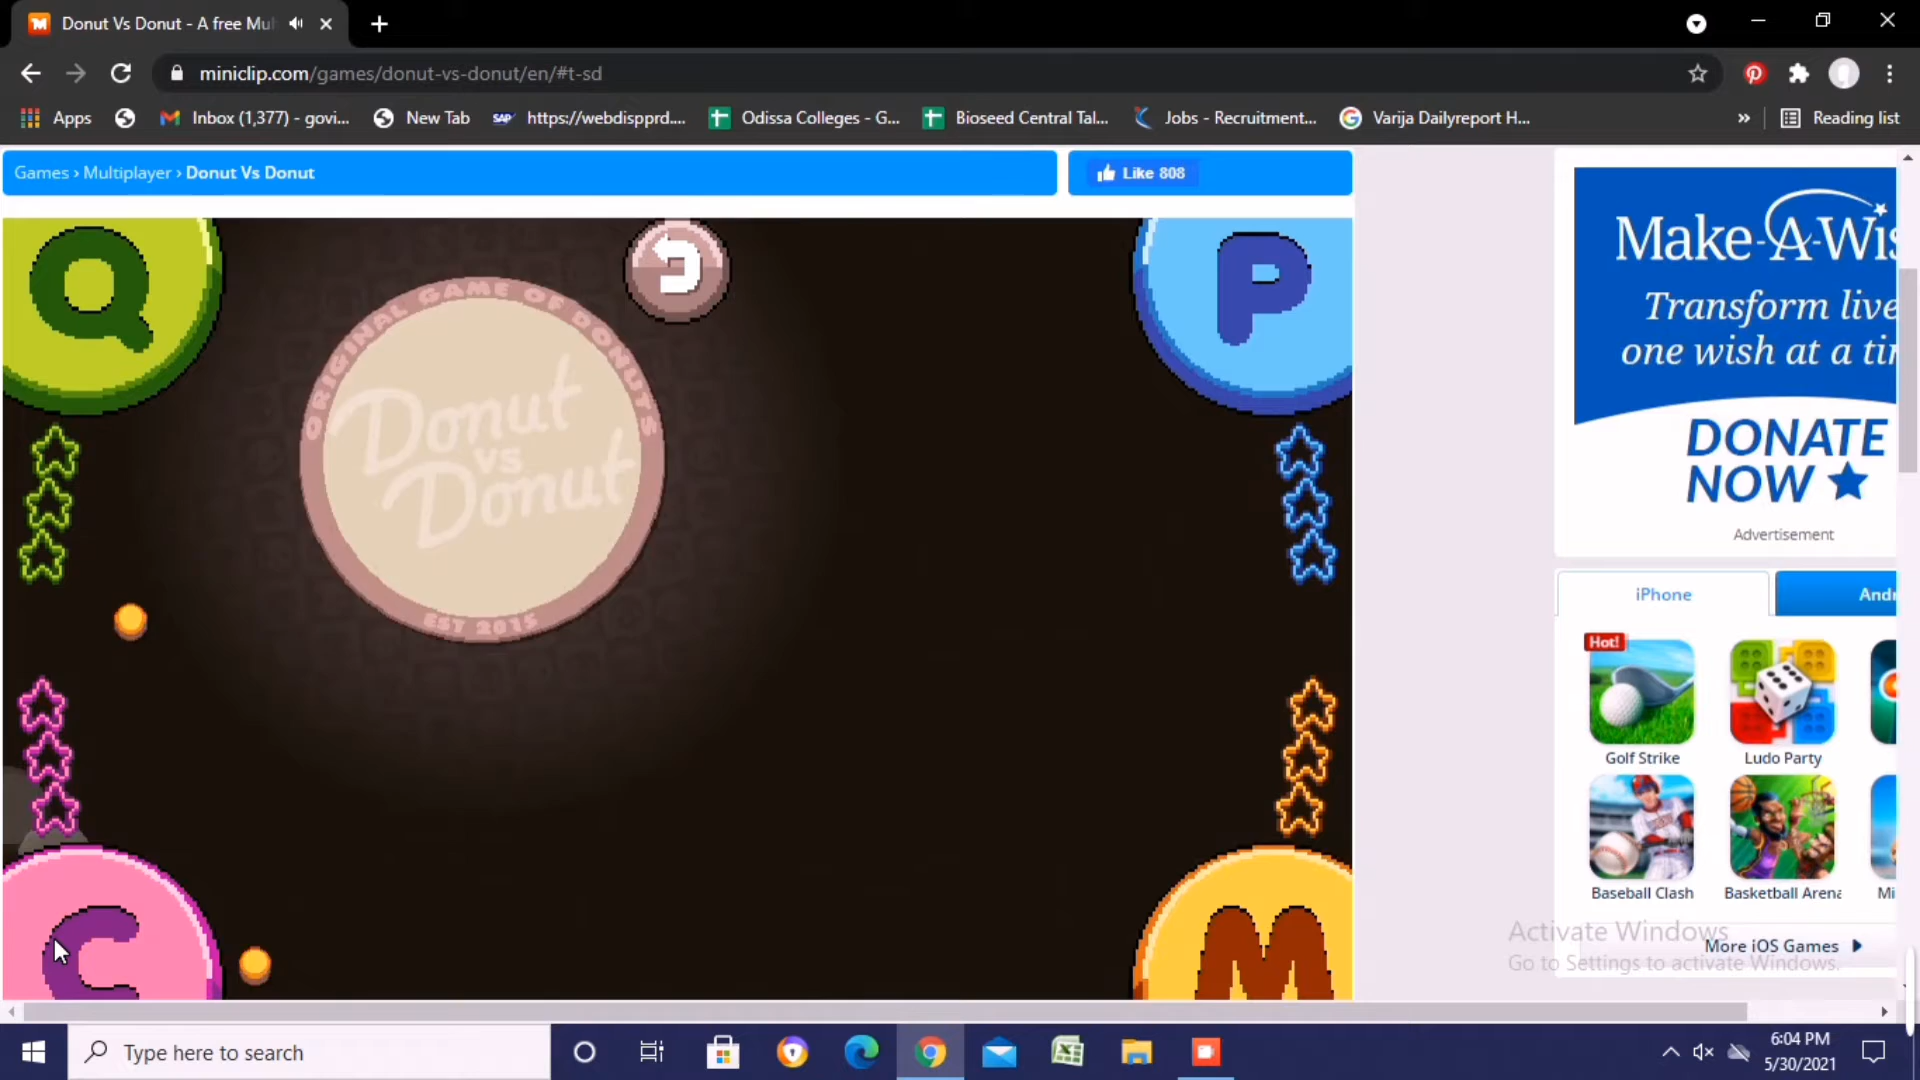 Donut Vs Donut - A free Mul
miniclip.com/games/donut-vs-donut/en/#t-sd
Apps
Inbox (1,377) - govi...
New Tab
SAP
https://webdispprd....
Odissa Colleges - G...
Bioseed Central Tal...
Jobs - Recruitment...
Varija Dailyreport H...
»
Reading list
Games › Multiplayer › Donut Vs Donut
Like 808
Q
P
ORIGINAL GAME OF DONUTS
Donut
vs
Donut
EST 2015
C
M
Make-A-Wis
Transform live
one wish at a tir
DONATE
NOW
Advertisement
iPhone
Andr
Hot!
Golf Strike
Ludo Party
Baseball Clash
Basketball Arena
Mi
More iOS Games
Activate Windows
Go to Settings to activate Windows.
Type here to search
6:04 PM
5/30/2021